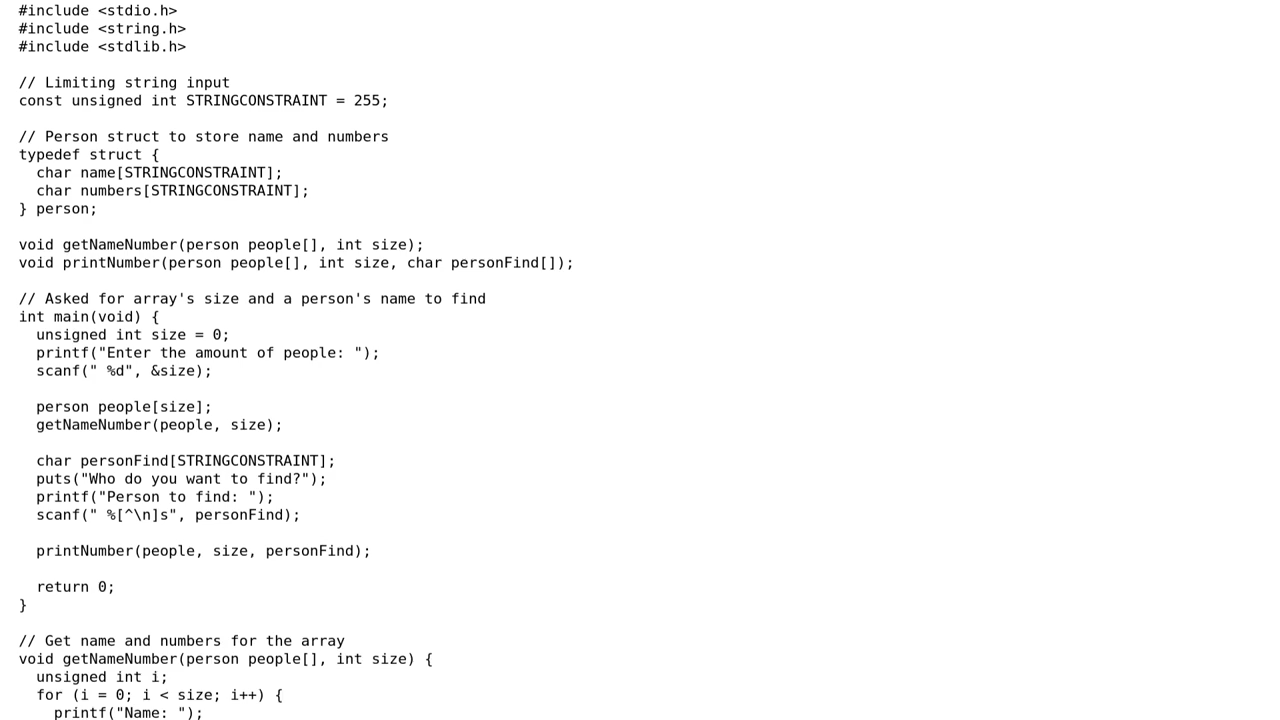 #include <stdio.h>
#include <string.h>
#include <stdlib.h>

// Limiting string input
const unsigned int STRINGCONSTRAINT = 255;

// Person struct to store name and numbers
typedef struct {
  char name[STRINGCONSTRAINT];
  char numbers[STRINGCONSTRAINT];
} person;

void getNameNumber(person people[], int size);
void printNumber(person people[], int size, char personFind[]);

// Asked for array's size and a person's name to find
int main(void) {
  unsigned int size = 0;
  printf("Enter the amount of people: ");
  scanf(" %d", &size);

  person people[size];
  getNameNumber(people, size);

  char personFind[STRINGCONSTRAINT];
  puts("Who do you want to find?");
  printf("Person to find: ");
  scanf(" %[^\n]s", personFind);

  printNumber(people, size, personFind);

  return 0;
}

// Get name and numbers for the array
void getNameNumber(person people[], int size) {
  unsigned int i;
  for (i = 0; i < size; i++) {
    printf("Name: ");